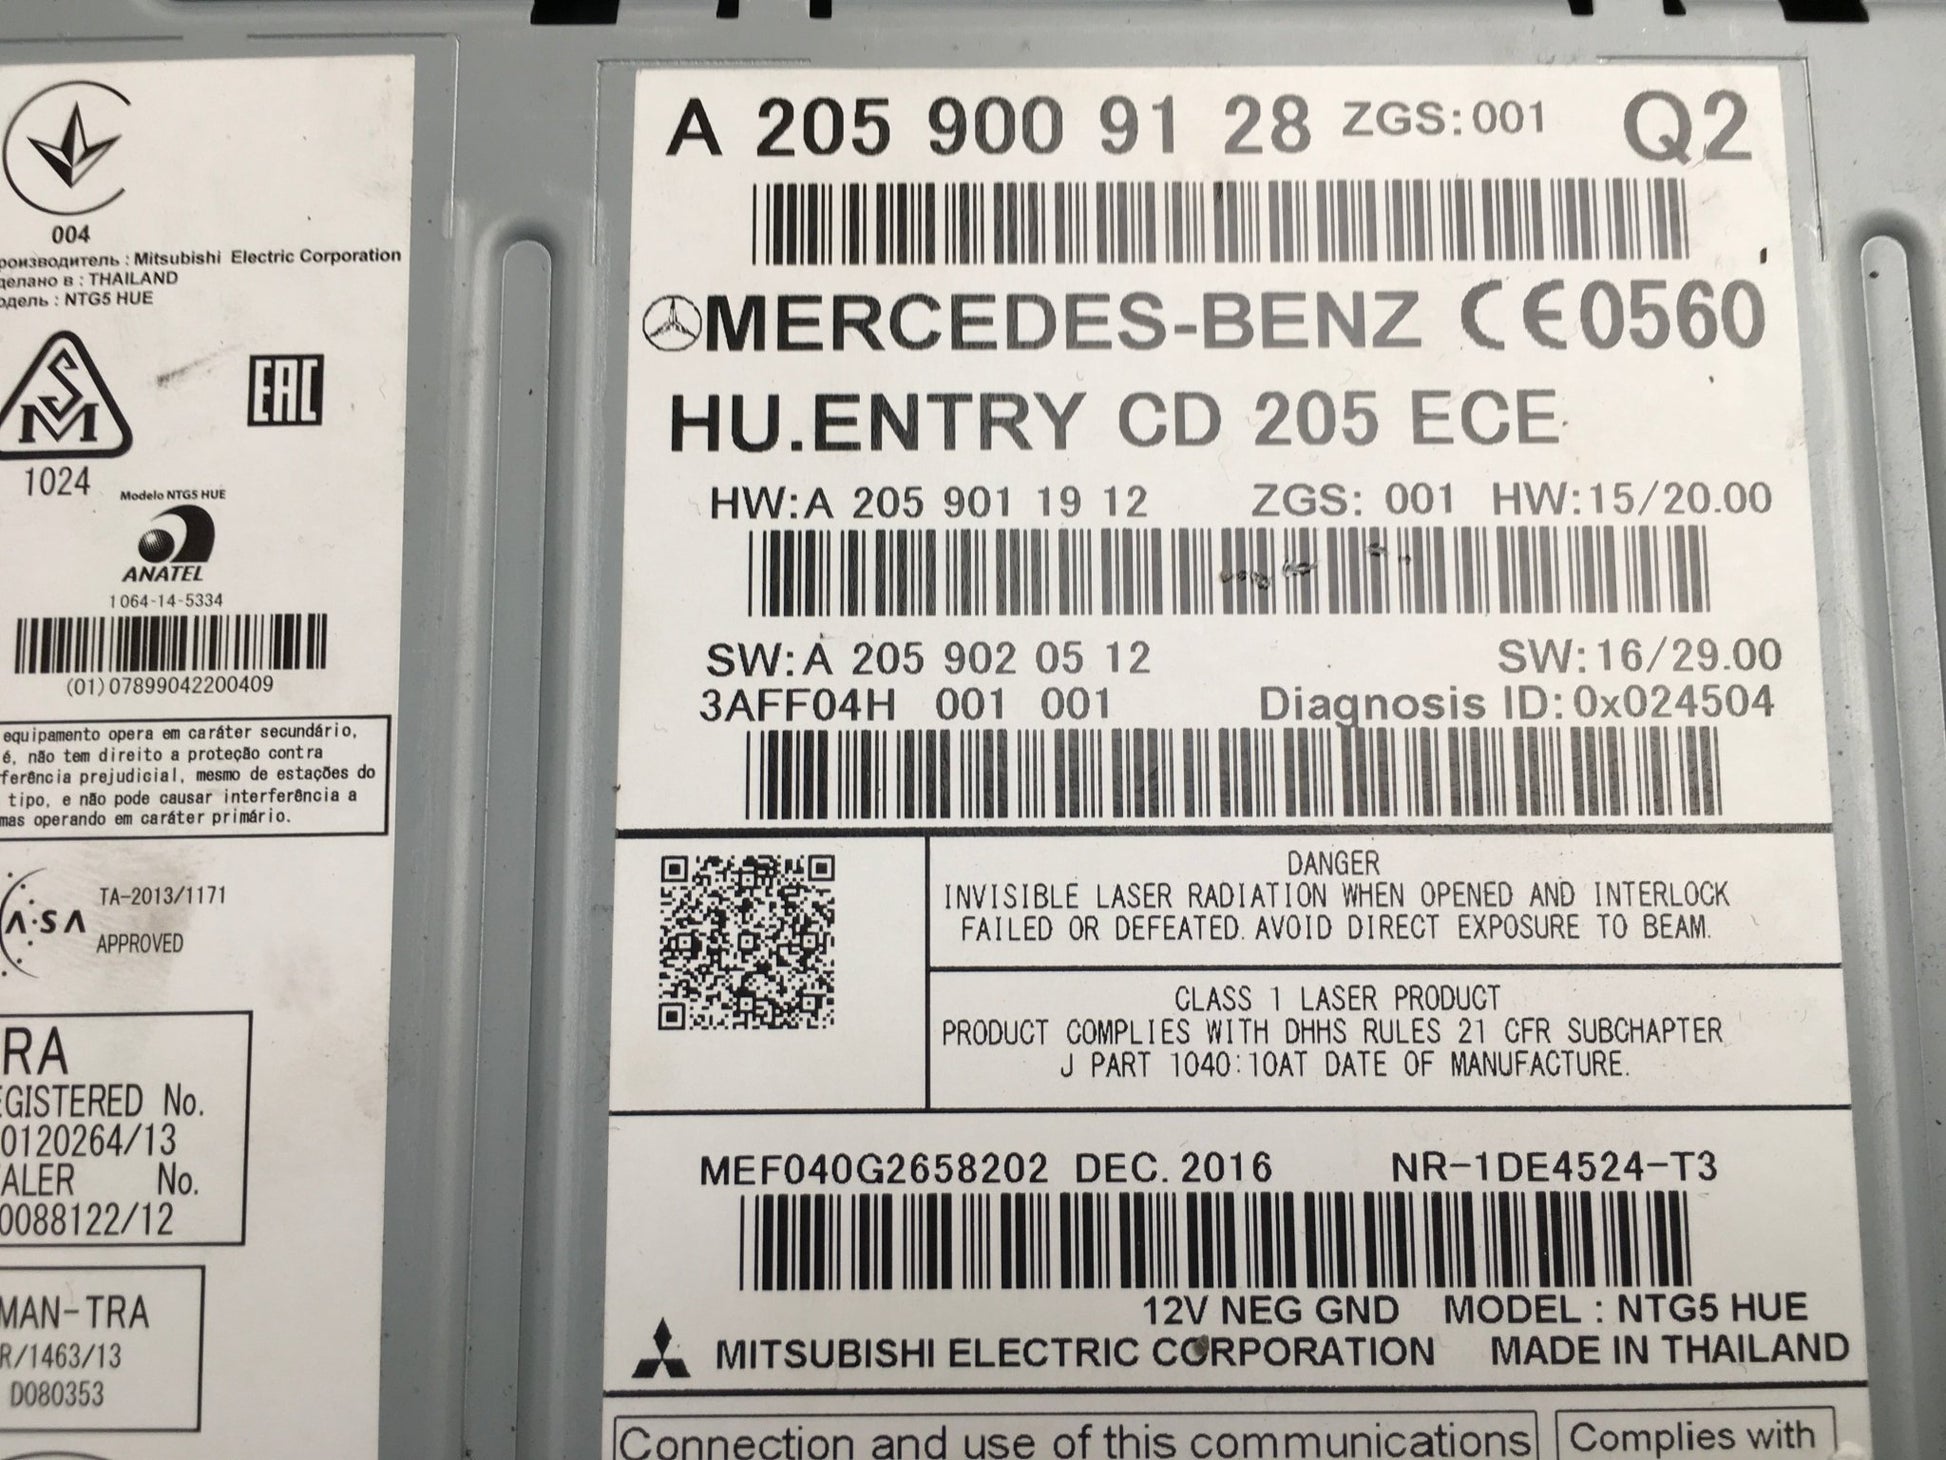 004
роизводитель : Mitsubishi Electric Corporation
делано в : THAILAND
одель : NTG5 HUE
SM
EAC
1024
Modelo NTG5 HUE
ANATEL
1064-14-5334
(01)07899042200409
equipamento opera em caráter secundário,
é, não tem direito a proteção contra
ferência prejudicial, mesmo de estações do
tipo, e não pode causar interferência a
mas operando em caráter primário.
A·SA
TA-2013/1171
APPROVED
RA
EGISTERED No.
0120264/13
ALER No.
0088122/12
MAN-TRA
R/1463/13
D080353
A 205 900 91 28 ZGS:001 Q2
MERCEDES-BENZ CE0560
HU.ENTRY CD 205 ECE
HW:A 205 901 19 12 ZGS: 001 HW:15/20.00
SW:A 205 902 05 12 SW:16/29.00
3AFF04H 001 001 Diagnosis ID:0x024504
DANGER
INVISIBLE LASER RADIATION WHEN OPENED AND INTERLOCK
FAILED OR DEFEATED. AVOID DIRECT EXPOSURE TO BEAM.
CLASS 1 LASER PRODUCT
PRODUCT COMPLIES WITH DHHS RULES 21 CFR SUBCHAPTER
J PART 1040:10AT DATE OF MANUFACTURE.
MEF040G2658202 DEC. 2016 NR-1DE4524-T3
12V NEG GND MODEL : NTG5 HUE
MITSUBISHI ELECTRIC CORPORATION MADE IN THAILAND
Connection and use of this communications
Complies with